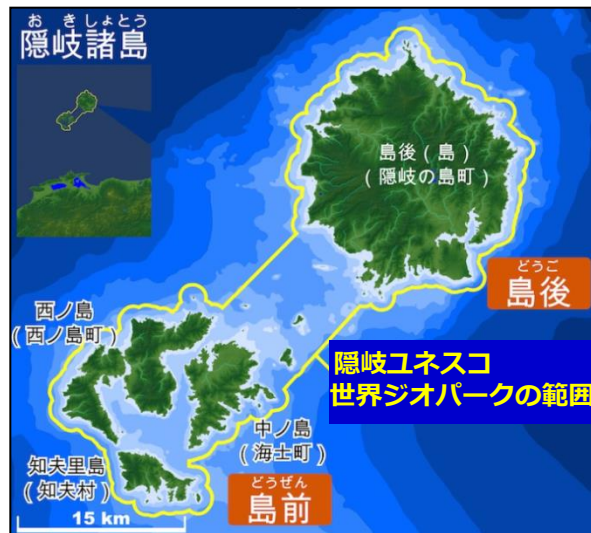 おきしょとう
隠岐諸島
島後(島)
(隠岐の島町)
どうご
島後
西ノ島
(西ノ島町)
隠岐ユネスコ
世界ジオパークの範囲
中ノ島
(海士町)
知夫里島
(知夫村)
どうぜん
島前
15 km